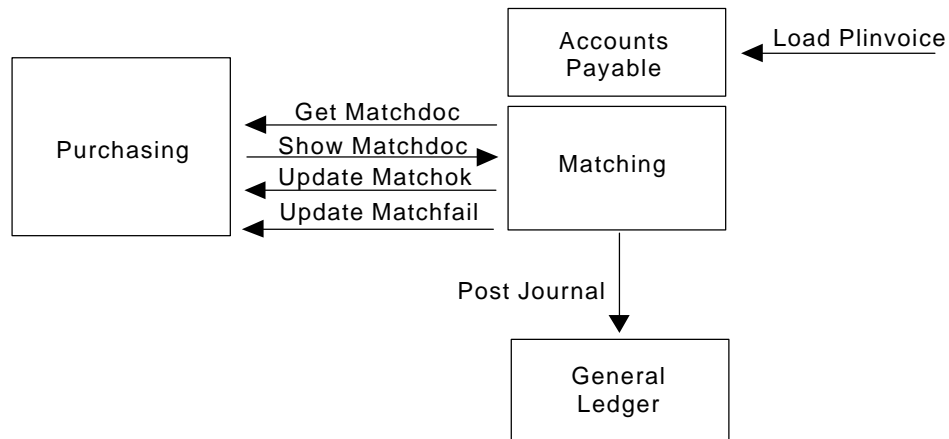 Accounts
Payable
Load Plinvoice
Purchasing
Get Matchdoc
Show Matchdoc
Update Matchok
Update Matchfail
Matching
Post Journal
General
Ledger